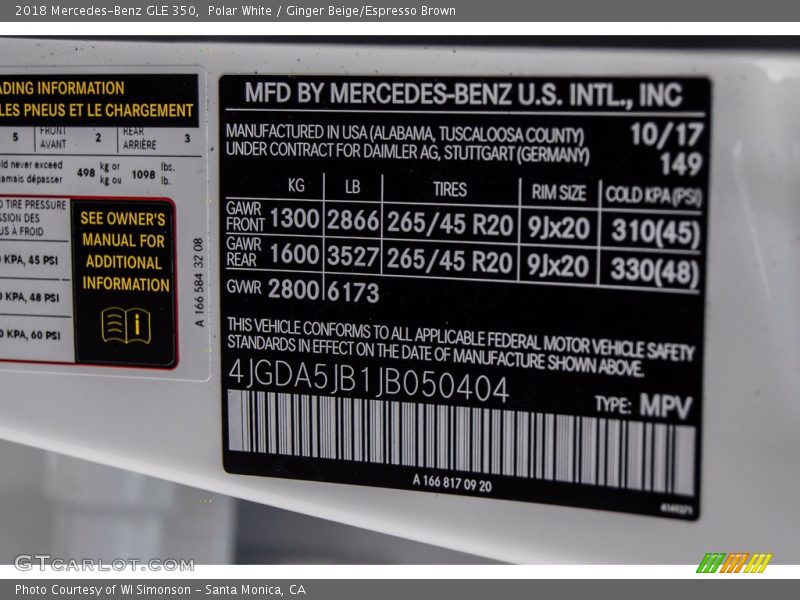 2018 Mercedes-Benz GLE 350,  Polar White / Ginger Beige/Espresso Brown
ADING INFORMATION
LES PNEUS ET LE CHARGEMENT
5 FRONT AVANT 2 REAR ARRIÈRE 3
ld never exceed
jamais dépasser
498 kg or kg ou 1098 lbs. lb.
TIRE PRESSURE
SSION DES
US À FROID
KPA, 45 PSI
0 KPA, 48 PSI
0 KPA, 60 PSI
SEE OWNER'S
MANUAL FOR
ADDITIONAL
INFORMATION
i
A 166 584 32 08
MFD BY MERCEDES-BENZ U.S. INTL., INC
MANUFACTURED IN USA (ALABAMA, TUSCALOOSA COUNTY) 10/17
UNDER CONTRACT FOR DAIMLER AG, STUTTGART (GERMANY) 149
KG LB TIRES RIM SIZE COLD KPA (PSI)
GAWR FRONT 1300 2866 265/45 R20 9Jx20 310(45)
GAWR REAR 1600 3527 265/45 R20 9Jx20 330(48)
GVWR 2800 6173
THIS VEHICLE CONFORMS TO ALL APPLICABLE FEDERAL MOTOR VEHICLE SAFETY
STANDARDS IN EFFECT ON THE DATE OF MANUFACTURE SHOWN ABOVE.
4JGDA5JB1JB050404
TYPE: MPV
A 166 817 09 20
GTCARLOT.COM
Photo Courtesy of WI Simonson - Santa Monica, CA